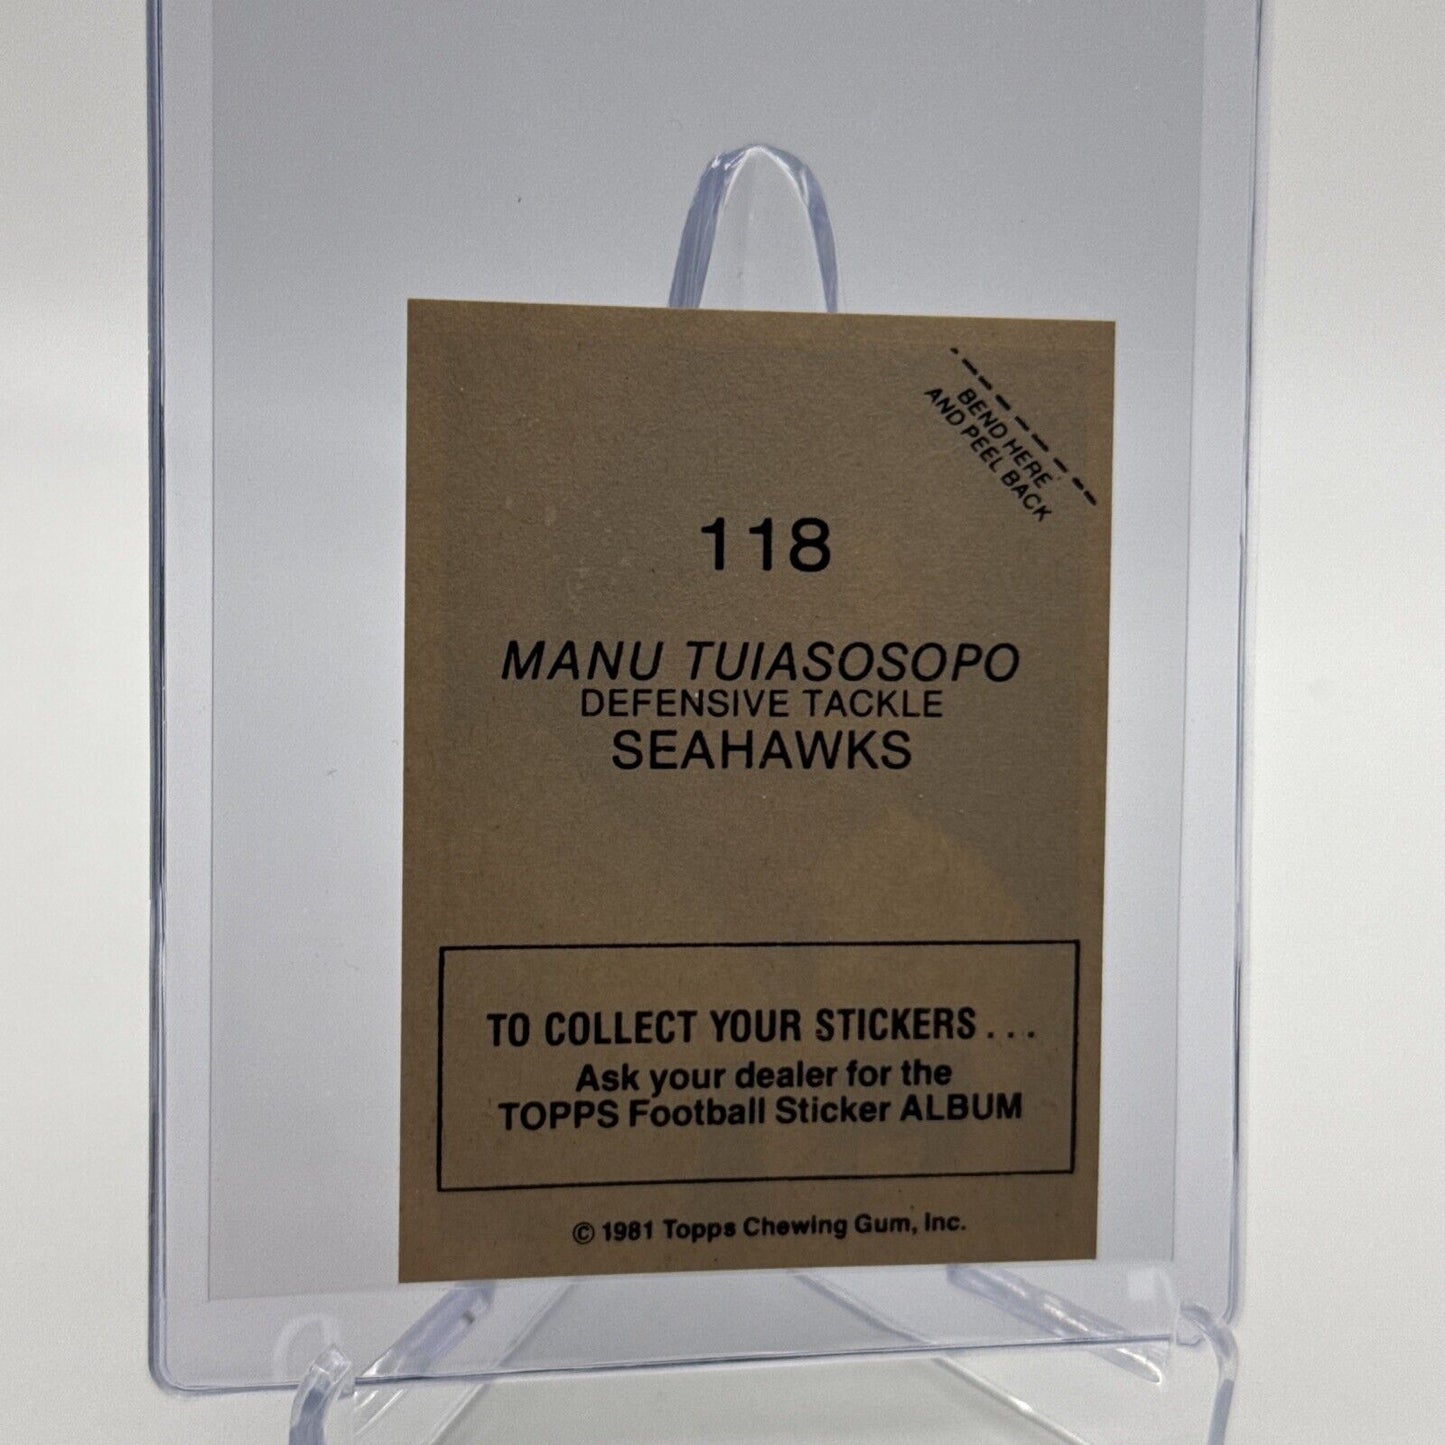 BEND HERE
AND PEEL BACK
118
MANU TUIASOSOPO
DEFENSIVE TACKLE
SEAHAWKS
TO COLLECT YOUR STICKERS...
Ask your dealer for the
TOPPS Football Sticker ALBUM
© 1981 Topps Chewing Gum, Inc.